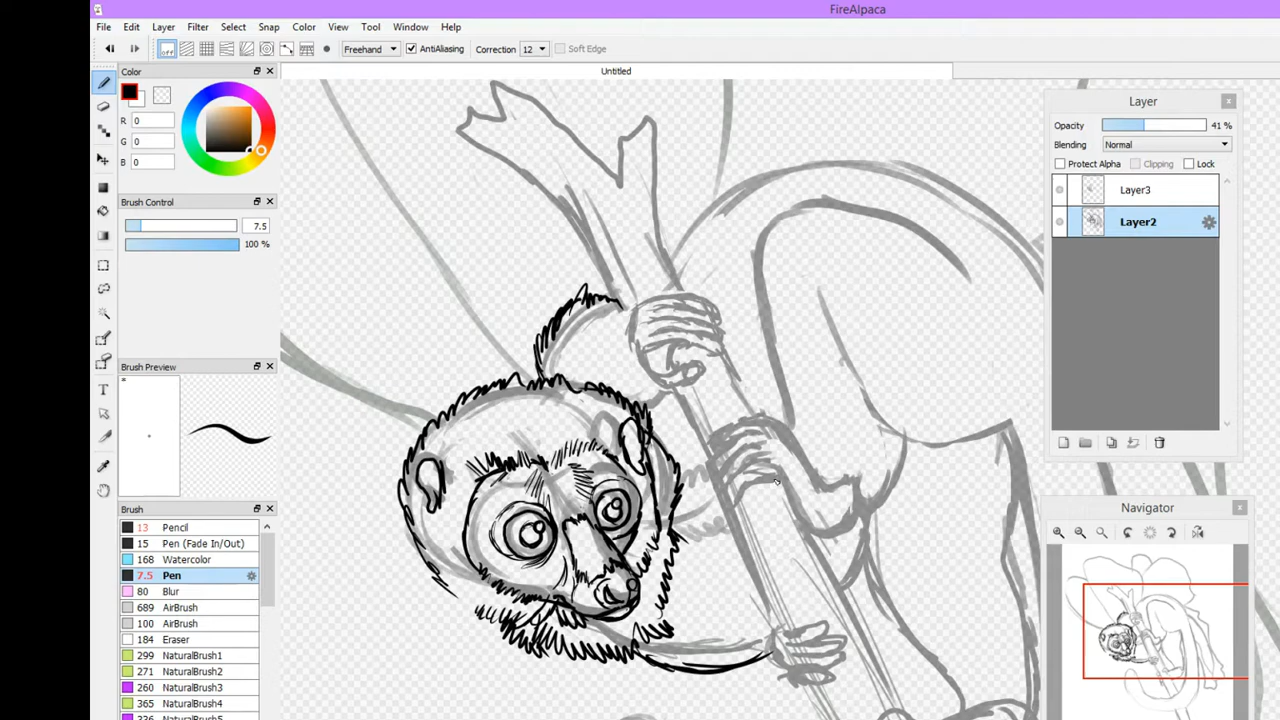 FireAlpaca
File Edit Layer Filter Select Snap Color View Tool Window Help
off Freehand AntiAliasing Correction 12 Soft Edge
Color
Untitled
R 0
G 0
B 0
Brush Control
7.5
100 %
Brush Preview
*
Brush
13 Pencil
15 Pen (Fade In/Out)
168 Watercolor
7.5 Pen
80 Blur
689 AirBrush
100 AirBrush
184 Eraser
299 NaturalBrush1
271 NaturalBrush2
260 NaturalBrush3
365 NaturalBrush4
336 NaturalBrush5
T
Layer
Opacity 41 %
Blending Normal
Protect Alpha Clipping Lock
Layer3
Layer2
Navigator